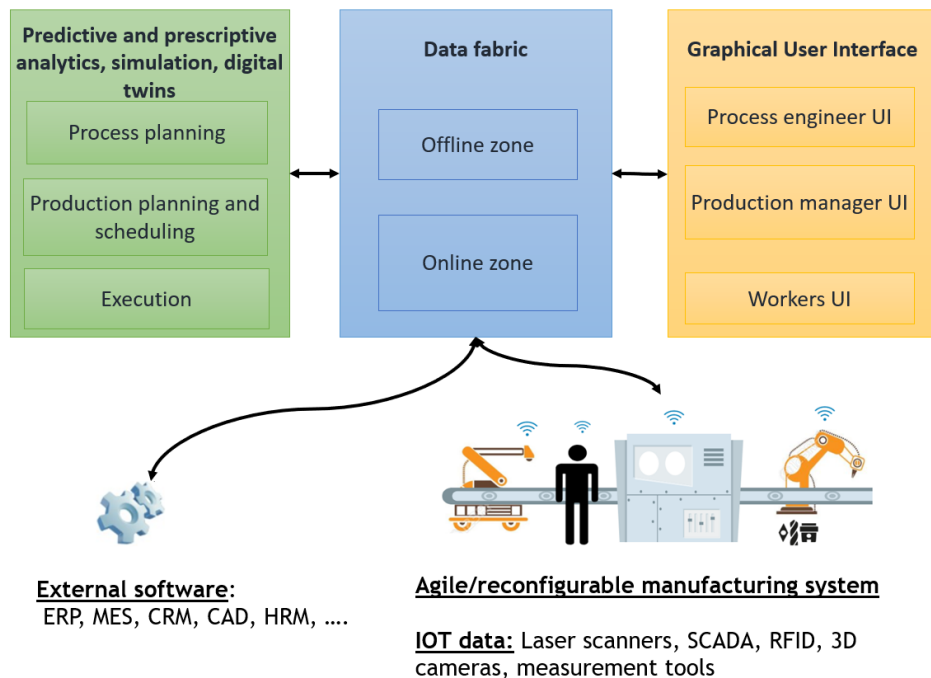 Predictive and prescriptive
analytics, simulation, digital
twins
Process planning
Production planning and
scheduling
Execution
Data fabric
Offline zone
Online zone
Graphical User Interface
Process engineer UI
Production manager UI
Workers UI
External software:
ERP, MES, CRM, CAD, HRM, ....
Agile/reconfigurable manufacturing system
IOT data: Laser scanners, SCADA, RFID, 3D
cameras, measurement tools